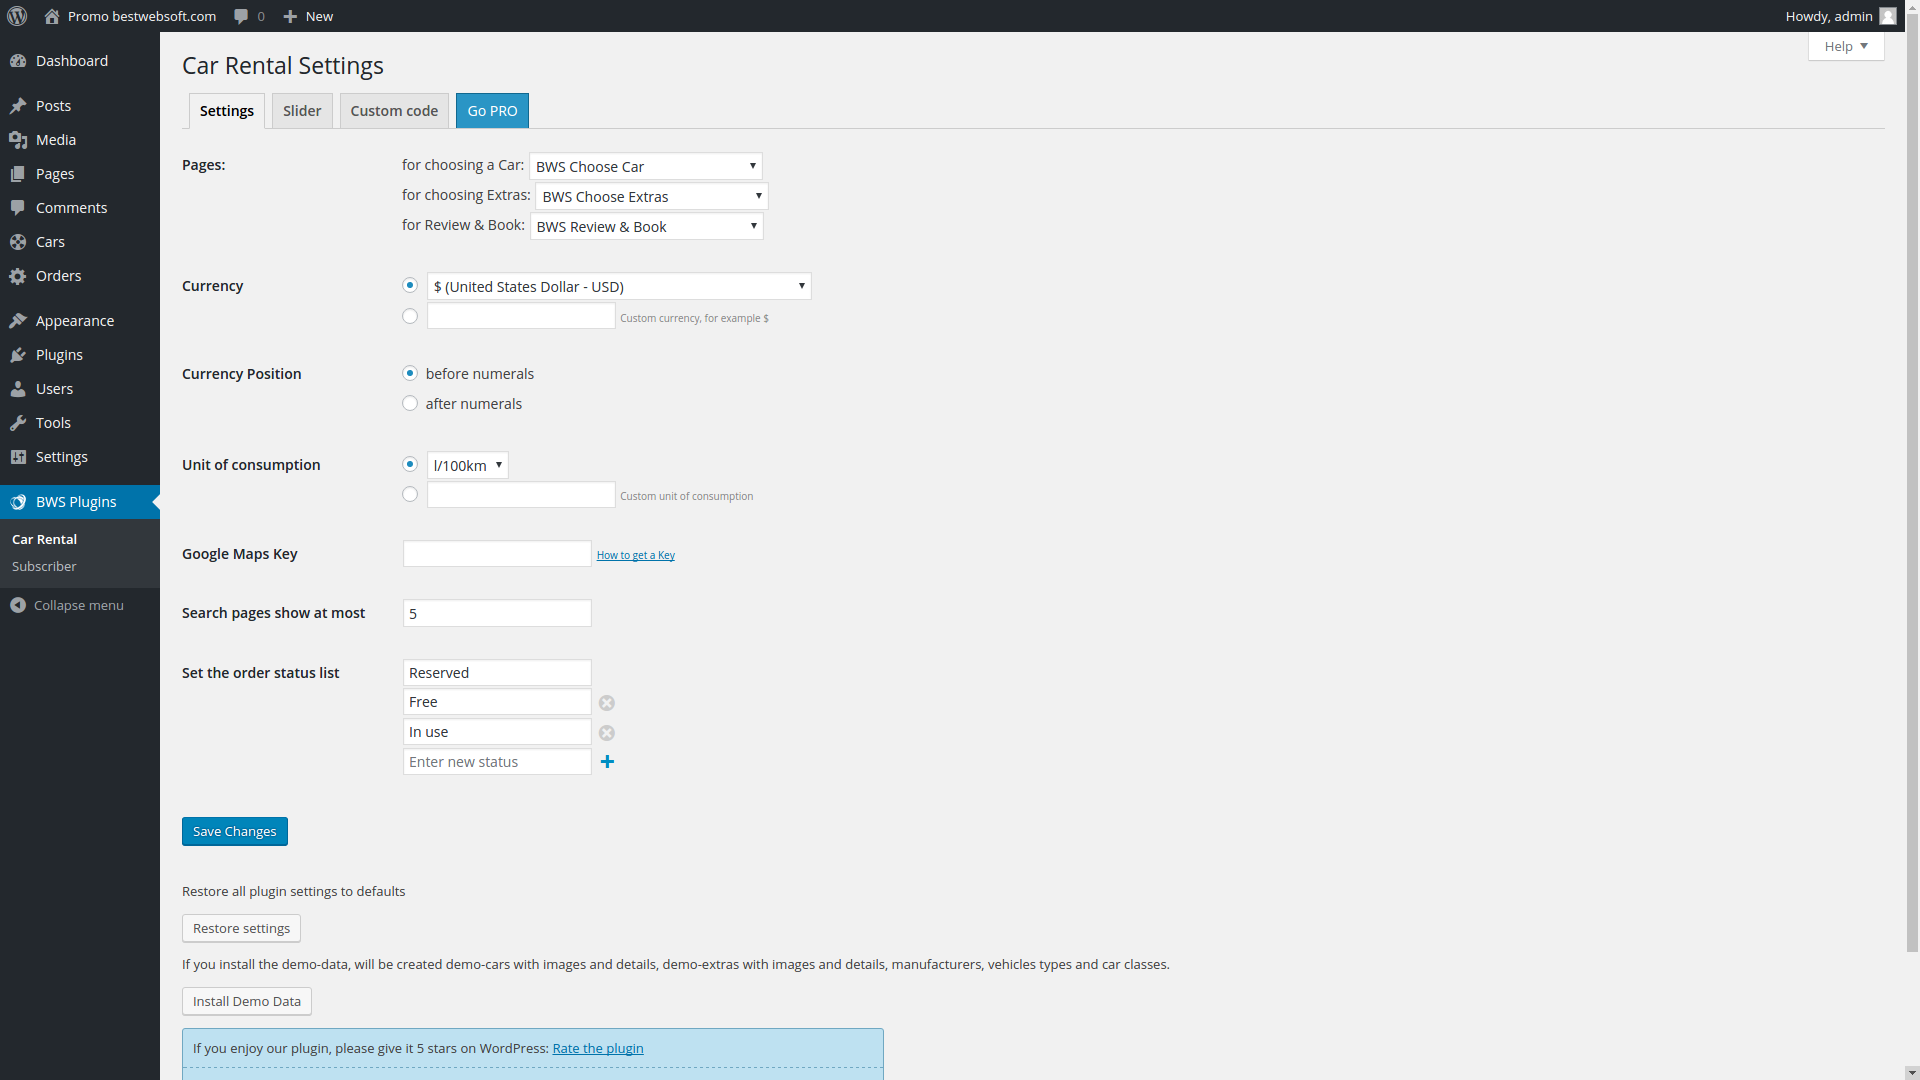 Promo bestwebsoft.com 0 New Howdy, admin
Help
Dashboard
Posts
Media
Pages
Comments
Cars
Orders
Appearance
Plugins
Users
Tools
Settings
BWS Plugins
Car Rental
Subscriber
Collapse menu
Car Rental Settings
Settings Slider Custom code Go PRO
Pages: for choosing a Car: BWS Choose Car
for choosing Extras: BWS Choose Extras
for Review & Book: BWS Review & Book
Currency $ (United States Dollar - USD)
Custom currency, for example $
Currency Position before numerals
after numerals
Unit of consumption l/100km
Custom unit of consumption
Google Maps Key How to get a Key
Search pages show at most 5
Set the order status list Reserved
Free
In use
Enter new status
Save Changes
Restore all plugin settings to defaults
Restore settings
If you install the demo-data, will be created demo-cars with images and details, demo-extras with images and details, manufacturers, vehicles types and car classes.
Install Demo Data
If you enjoy our plugin, please give it 5 stars on WordPress: Rate the plugin